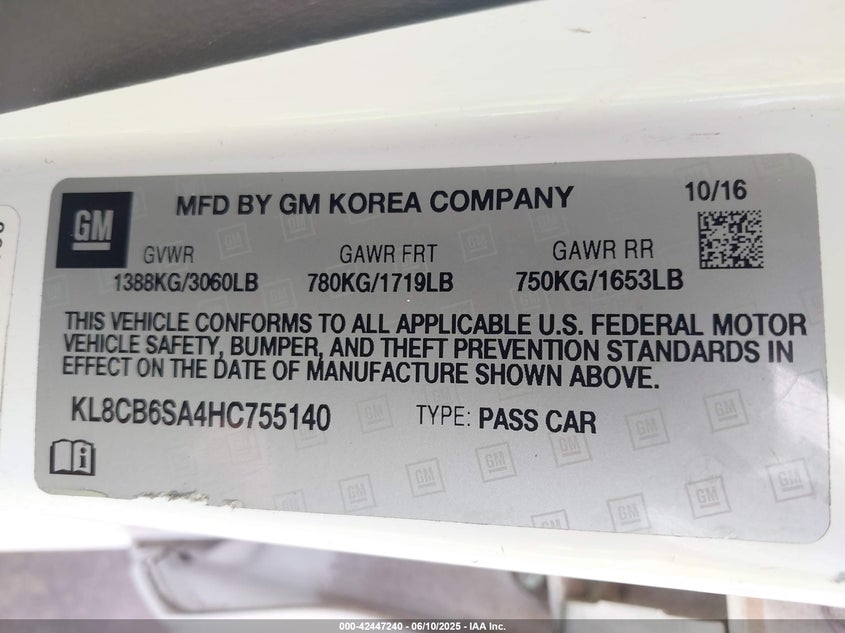 GM
MFD BY GM KOREA COMPANY
10/16
GVWR GAWR FRT GAWR RR
1388KG/3060LB 780KG/1719LB 750KG/1653LB
THIS VEHICLE CONFORMS TO ALL APPLICABLE U.S. FEDERAL MOTOR
VEHICLE SAFETY, BUMPER, AND THEFT PREVENTION STANDARDS IN
EFFECT ON THE DATE OF MANUFACTURE SHOWN ABOVE.
KL8CB6SA4HC755140 TYPE: PASS CAR
000-42447240 - 06/10/2025 - IAA Inc.